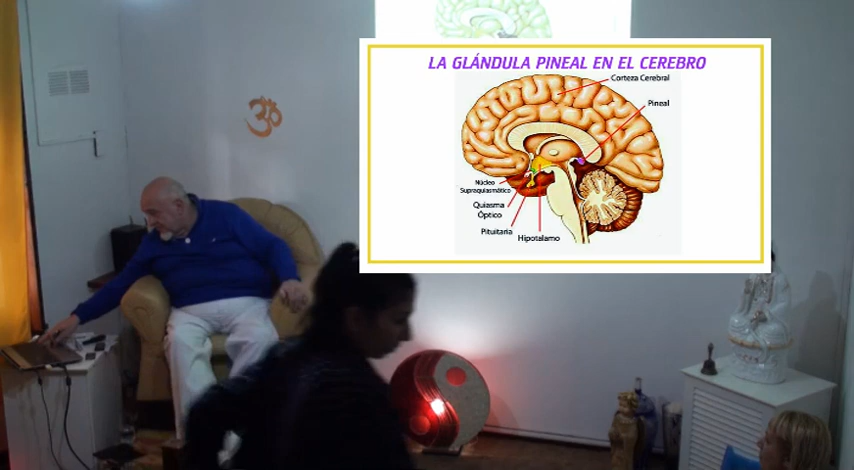 LA GLÁNDULA PINEAL EN EL CEREBRO
Corteza Cerebral
Pineal
Núcleo
Supraquiasmático
Quiasma
Óptico
Pituitaria
Hipotalamo
ॐ